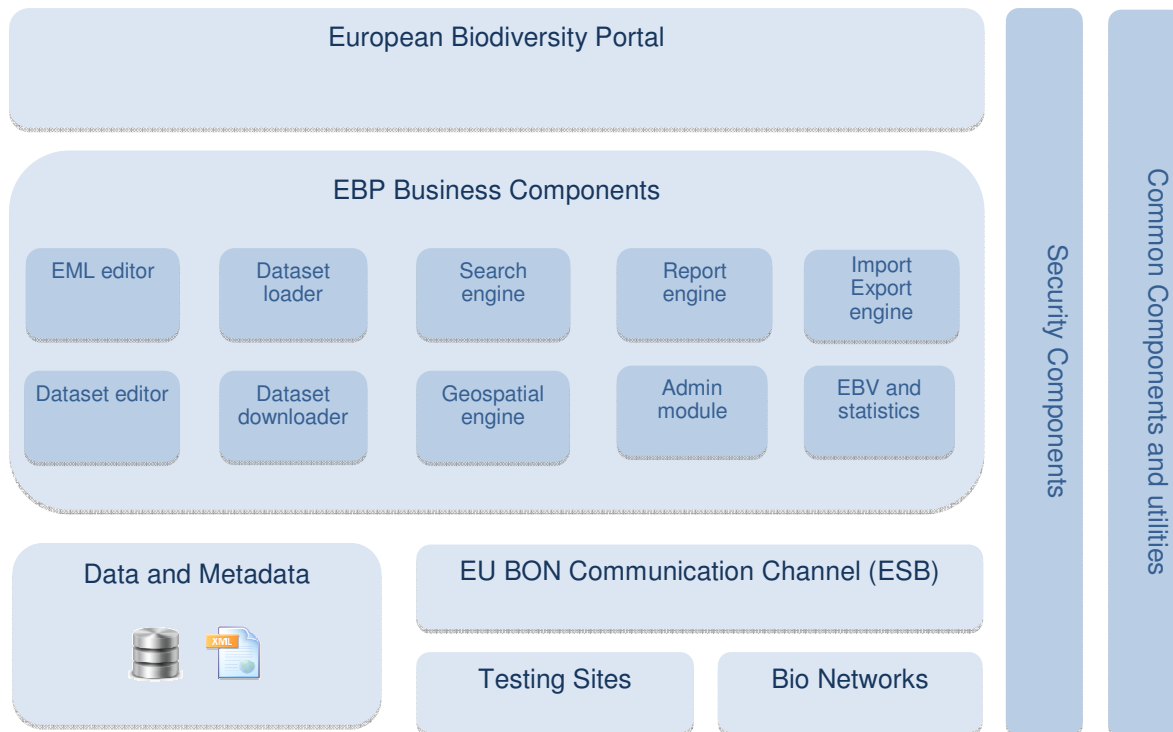 European Biodiversity Portal
EBP Business Components
EML editor
Dataset
loader
Search
engine
Report
engine
Import
Export
engine
Dataset editor
Dataset
downloader
Geospatial
engine
Admin
module
EBV and
statistics
Data and Metadata
XML
EU BON Communication Channel (ESB)
Testing Sites
Bio Networks
Security Components
Common Components and utilities